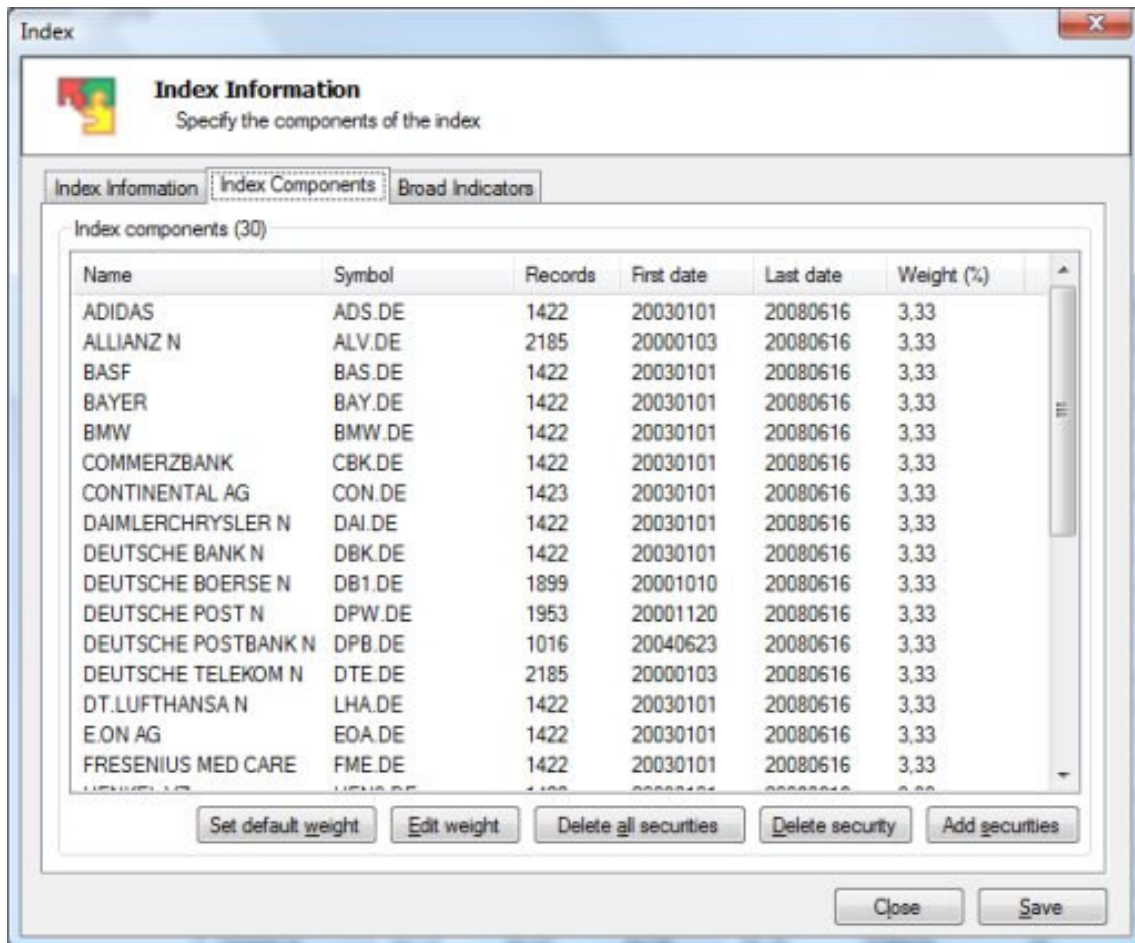 Index
Index Information
Specify the components of the index
Index Information Index Components Broad Indicators
Index components (30)
Name Symbol Records First date Last date Weight (%)
ADIDAS ADS.DE 1422 20030101 20080616 3,33
ALLIANZ N ALV.DE 2185 20000103 20080616 3,33
BASF BAS.DE 1422 20030101 20080616 3,33
BAYER BAY.DE 1422 20030101 20080616 3,33
BMW BMW.DE 1422 20030101 20080616 3,33
COMMERZBANK CBK.DE 1422 20030101 20080616 3,33
CONTINENTAL AG CON.DE 1423 20030101 20080616 3,33
DAIMLERCHRYSLER N DAI.DE 1422 20030101 20080616 3,33
DEUTSCHE BANK N DBK.DE 1422 20030101 20080616 3,33
DEUTSCHE BOERSE N DB1.DE 1899 20001010 20080616 3,33
DEUTSCHE POST N DPW.DE 1953 20001120 20080616 3,33
DEUTSCHE POSTBANK N DPB.DE 1016 20040623 20080616 3,33
DEUTSCHE TELEKOM N DTE.DE 2185 20000103 20080616 3,33
DT.LUFTHANSA N LHA.DE 1422 20030101 20080616 3,33
E.ON AG EOA.DE 1422 20030101 20080616 3,33
FRESENIUS MED CARE FME.DE 1422 20030101 20080616 3,33
Set default weight Edit weight Delete all securities Delete security Add securities
Close Save